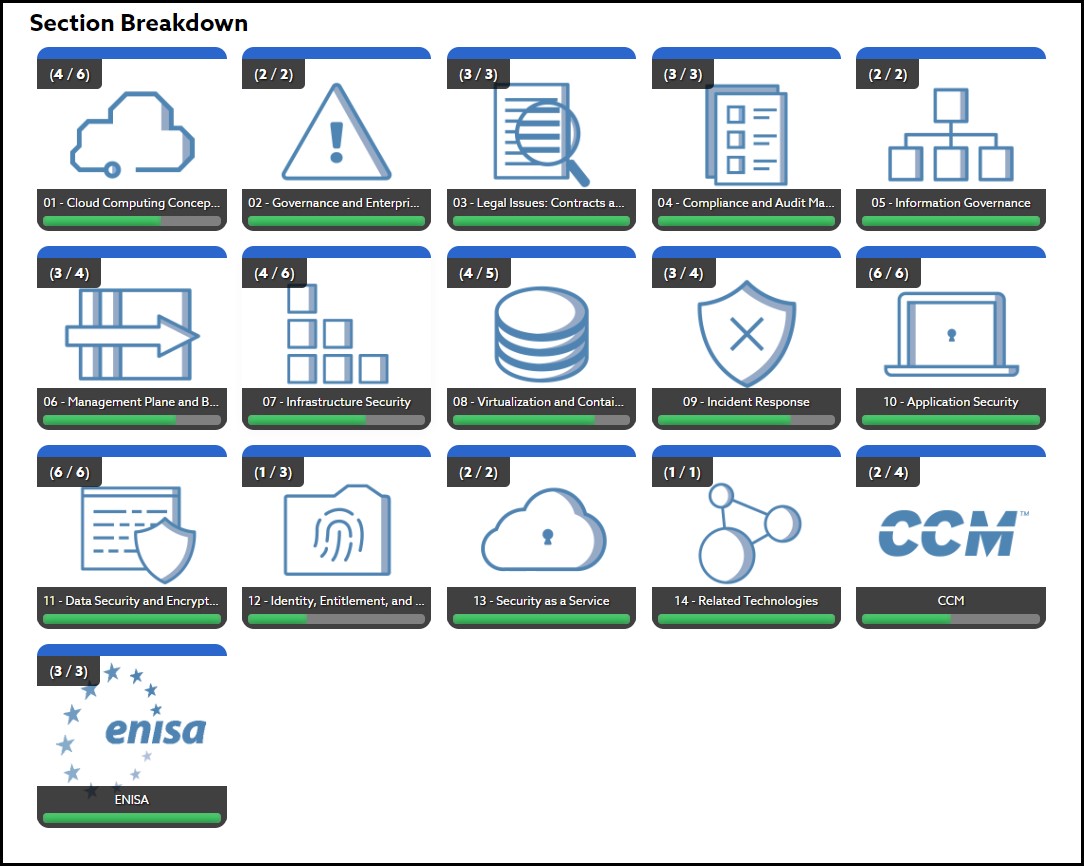 Section Breakdown
(4 / 6)
(2 / 2)
(3 / 3)
(3 / 3)
(2 / 2)
01 - Cloud Computing Concep...
02 - Governance and Enterpri...
03 - Legal Issues: Contracts a...
04 - Compliance and Audit Ma...
05 - Information Governance
(3 / 4)
(4 / 6)
(4 / 5)
(3 / 4)
(6 / 6)
06 - Management Plane and B...
07 - Infrastructure Security
08 - Virtualization and Contai...
09 - Incident Response
10 - Application Security
(6 / 6)
(1 / 3)
(2 / 2)
(1 / 1)
(2 / 4)
CCM™
11 - Data Security and Encrypt...
12 - Identity, Entitlement, and ...
13 - Security as a Service
14 - Related Technologies
CCM
(3 / 3)
enisa
ENISA